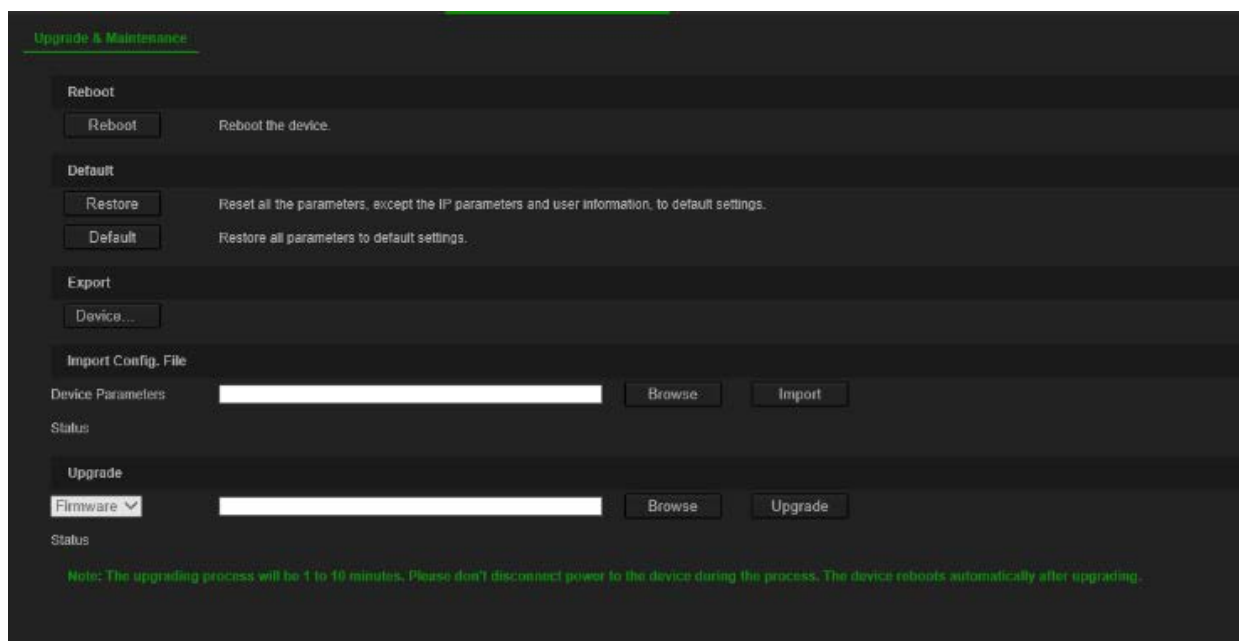 Upgrade & Maintenance
Reboot
Reboot Reboot the device.
Default
Restore Reset all the parameters, except the IP parameters and user information, to default settings.
Default Restore all parameters to default settings.
Export
Device...
Import Config. File
Device Parameters Browse Import
Status
Upgrade
Firmware Browse Upgrade
Status
Note: The upgrading process will be 1 to 10 minutes. Please don't disconnect power to the device during the process. The device reboots automatically after upgrading.